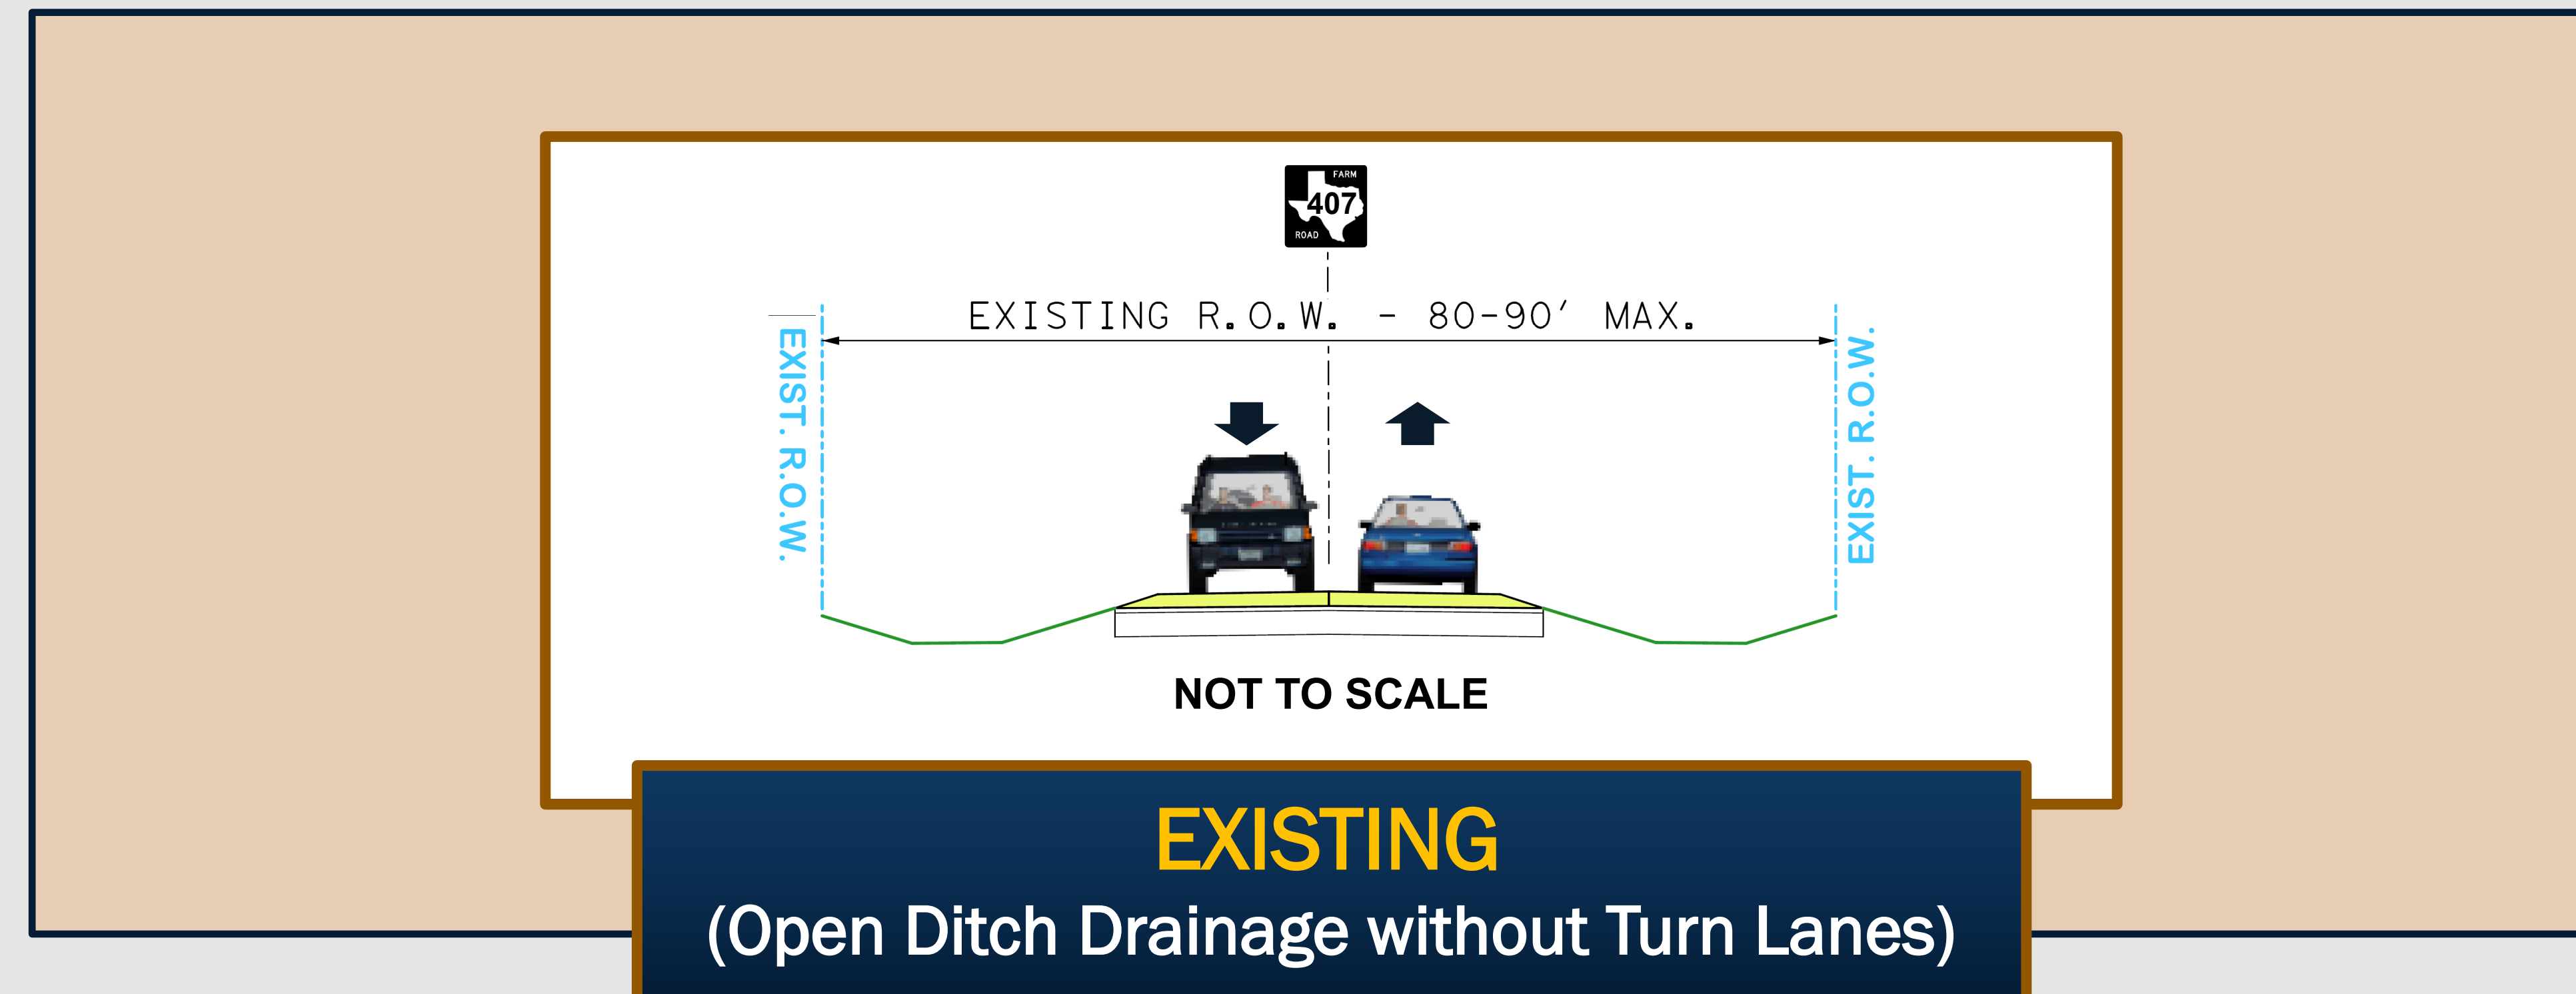 FARM
407
ROAD
EXISTING R.O.W. - 80-90' MAX.
EXIST. R.O.W.
EXIST. R.O.W.
NOT TO SCALE
EXISTING
(Open Ditch Drainage without Turn Lanes)